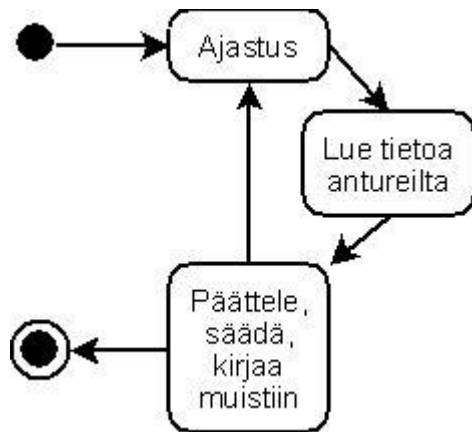 Ajastus
Lue tietoa
antureilta
Päättele,
säädä,
kirjaa
muistiin